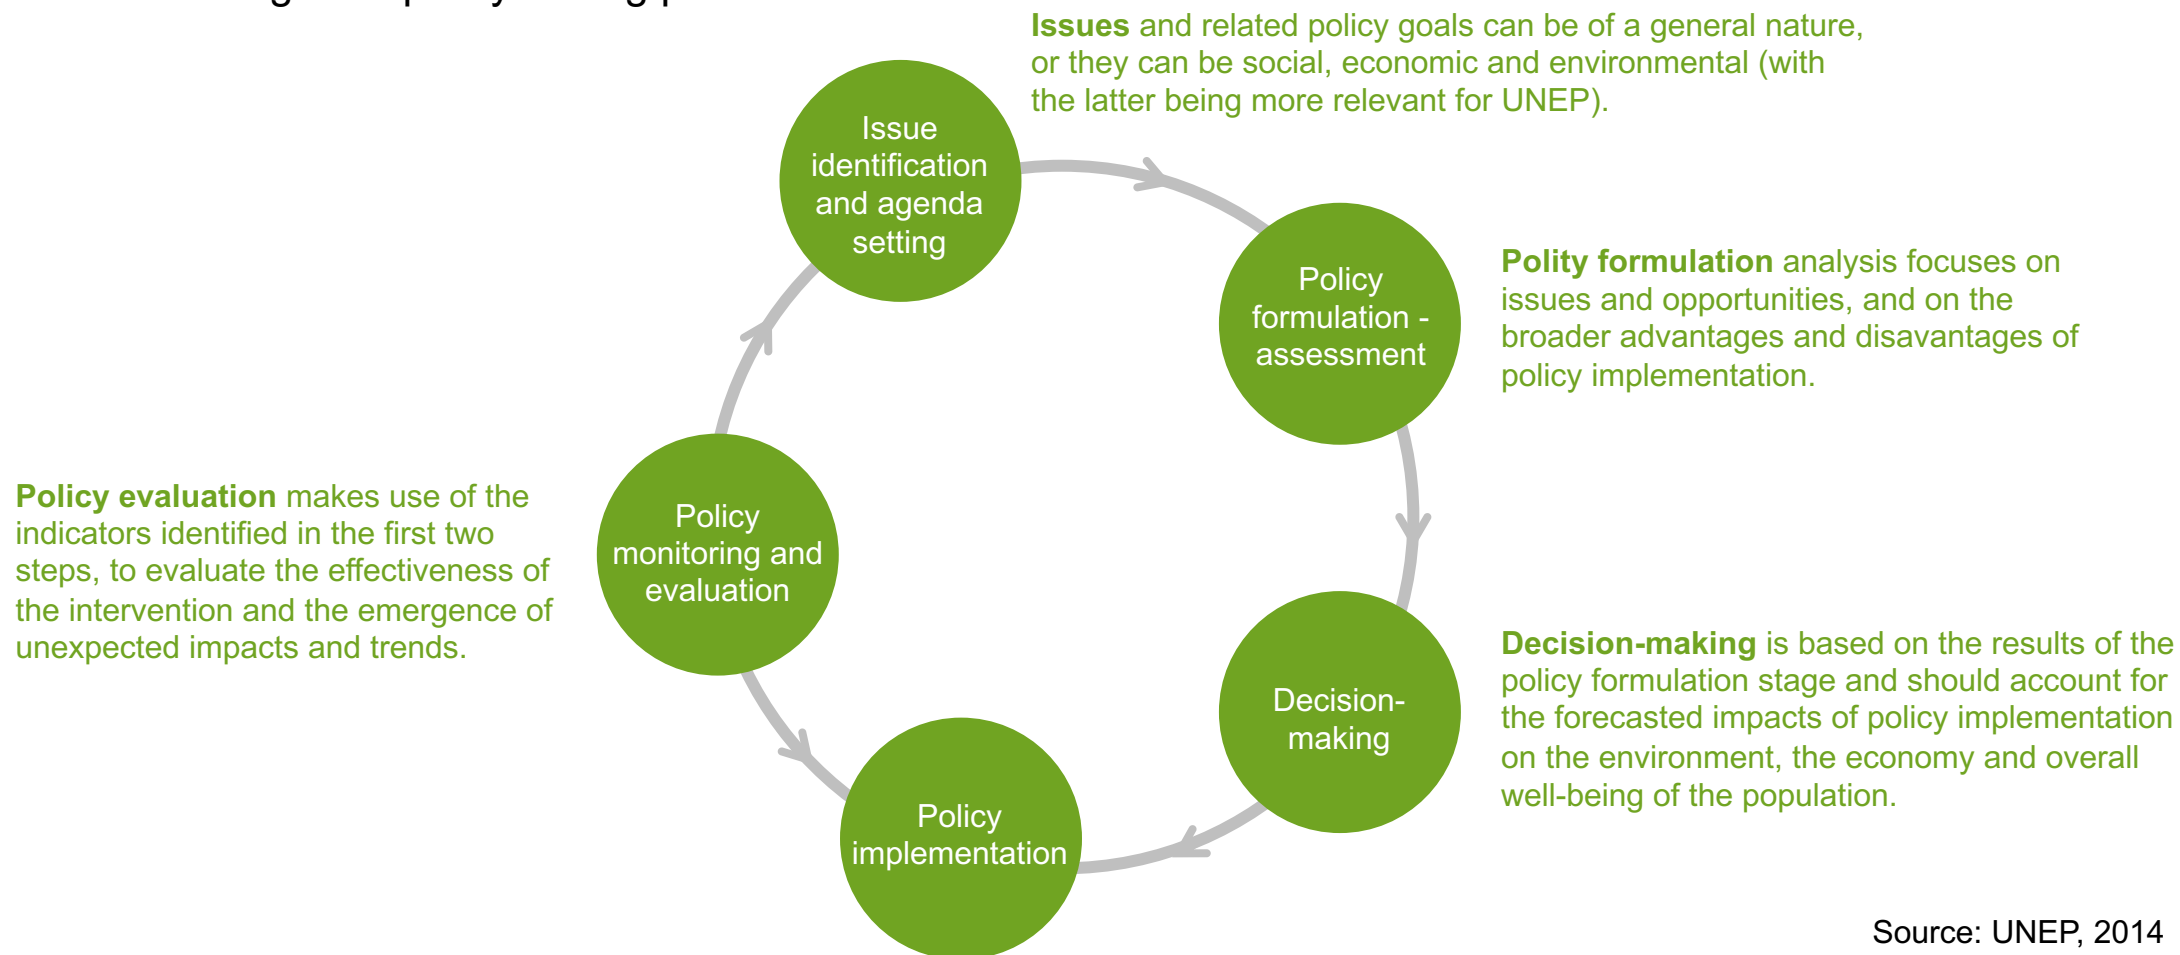 Issues and related policy goals can be of a general nature,
or they can be social, economic and environmental (with
the latter being more relevant for UNEP).
Issue
identification
and agenda
setting
Policy
formulation -
assessment
Polity formulation analysis focuses on
issues and opportunities, and on the
broader advantages and disavantages of
policy implementation.
Policy evaluation makes use of the
indicators identified in the first two
steps, to evaluate the effectiveness of
the intervention and the emergence of
unexpected impacts and trends.
Policy
monitoring and
evaluation
Decision-
making
Decision-making is based on the results of the
policy formulation stage and should account for
the forecasted impacts of policy implementation
on the environment, the economy and overall
well-being of the population.
Policy
implementation
Source: UNEP, 2014